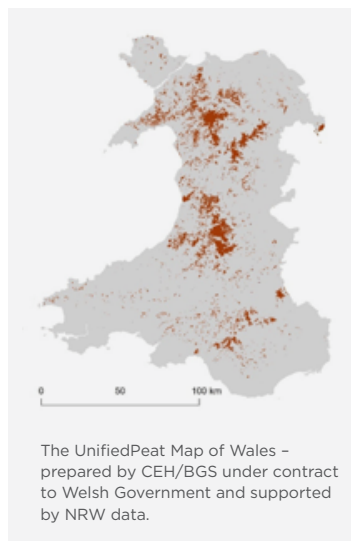 0 50 100 km
The UnifiedPeat Map of Wales –
prepared by CEH/BGS under contract
to Welsh Government and supported
by NRW data.